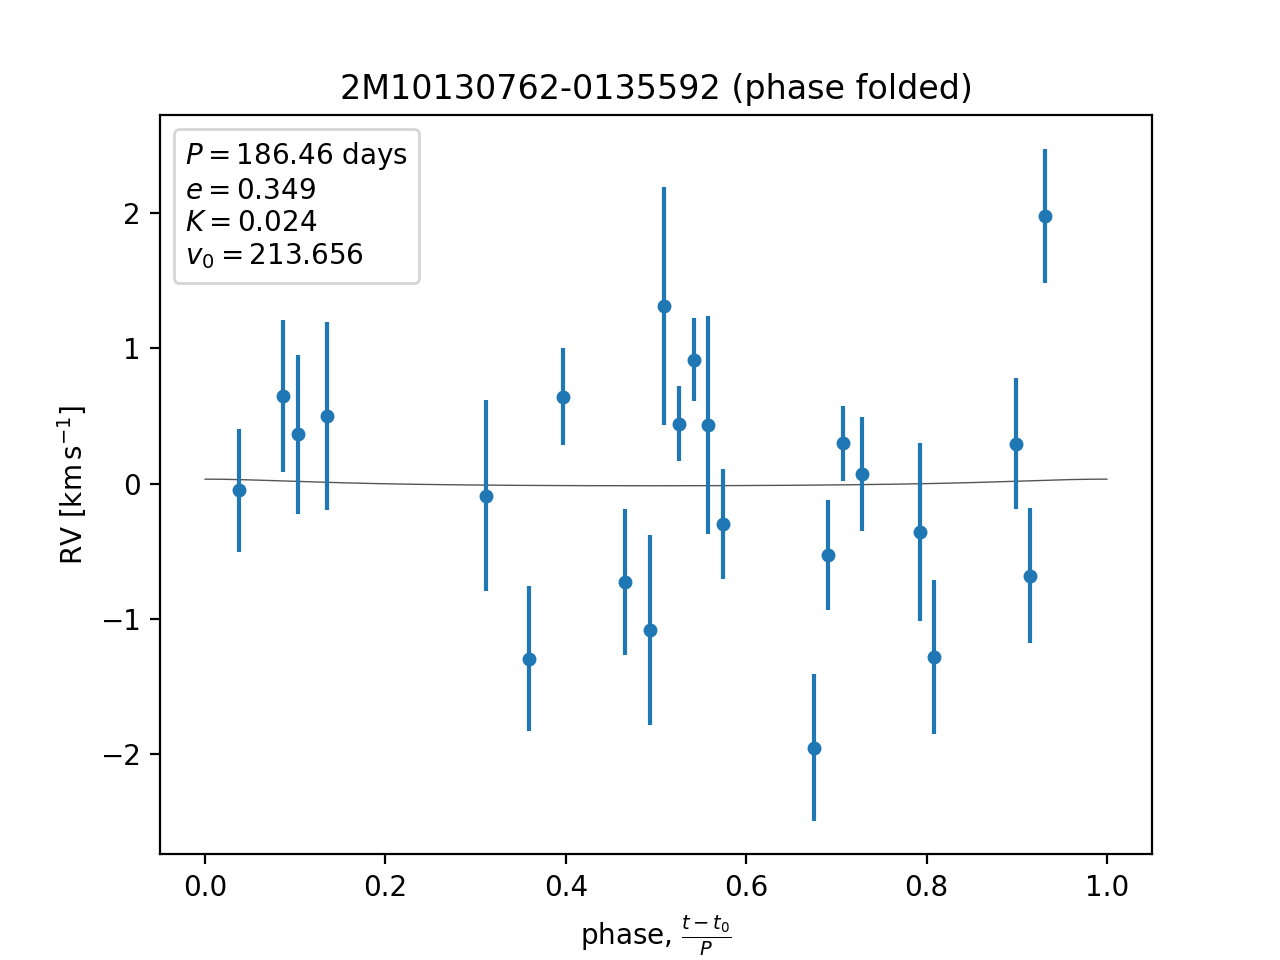 2M10130762-0135592 (phase folded)
P = 186.46 days
e = 0.349
K = 0.024
v₀ = 213.656
2
1
0
−1
−2
RV [km s⁻¹]
0.0 0.2 0.4 0.6 0.8 1.0
phase, (t − t₀)/P